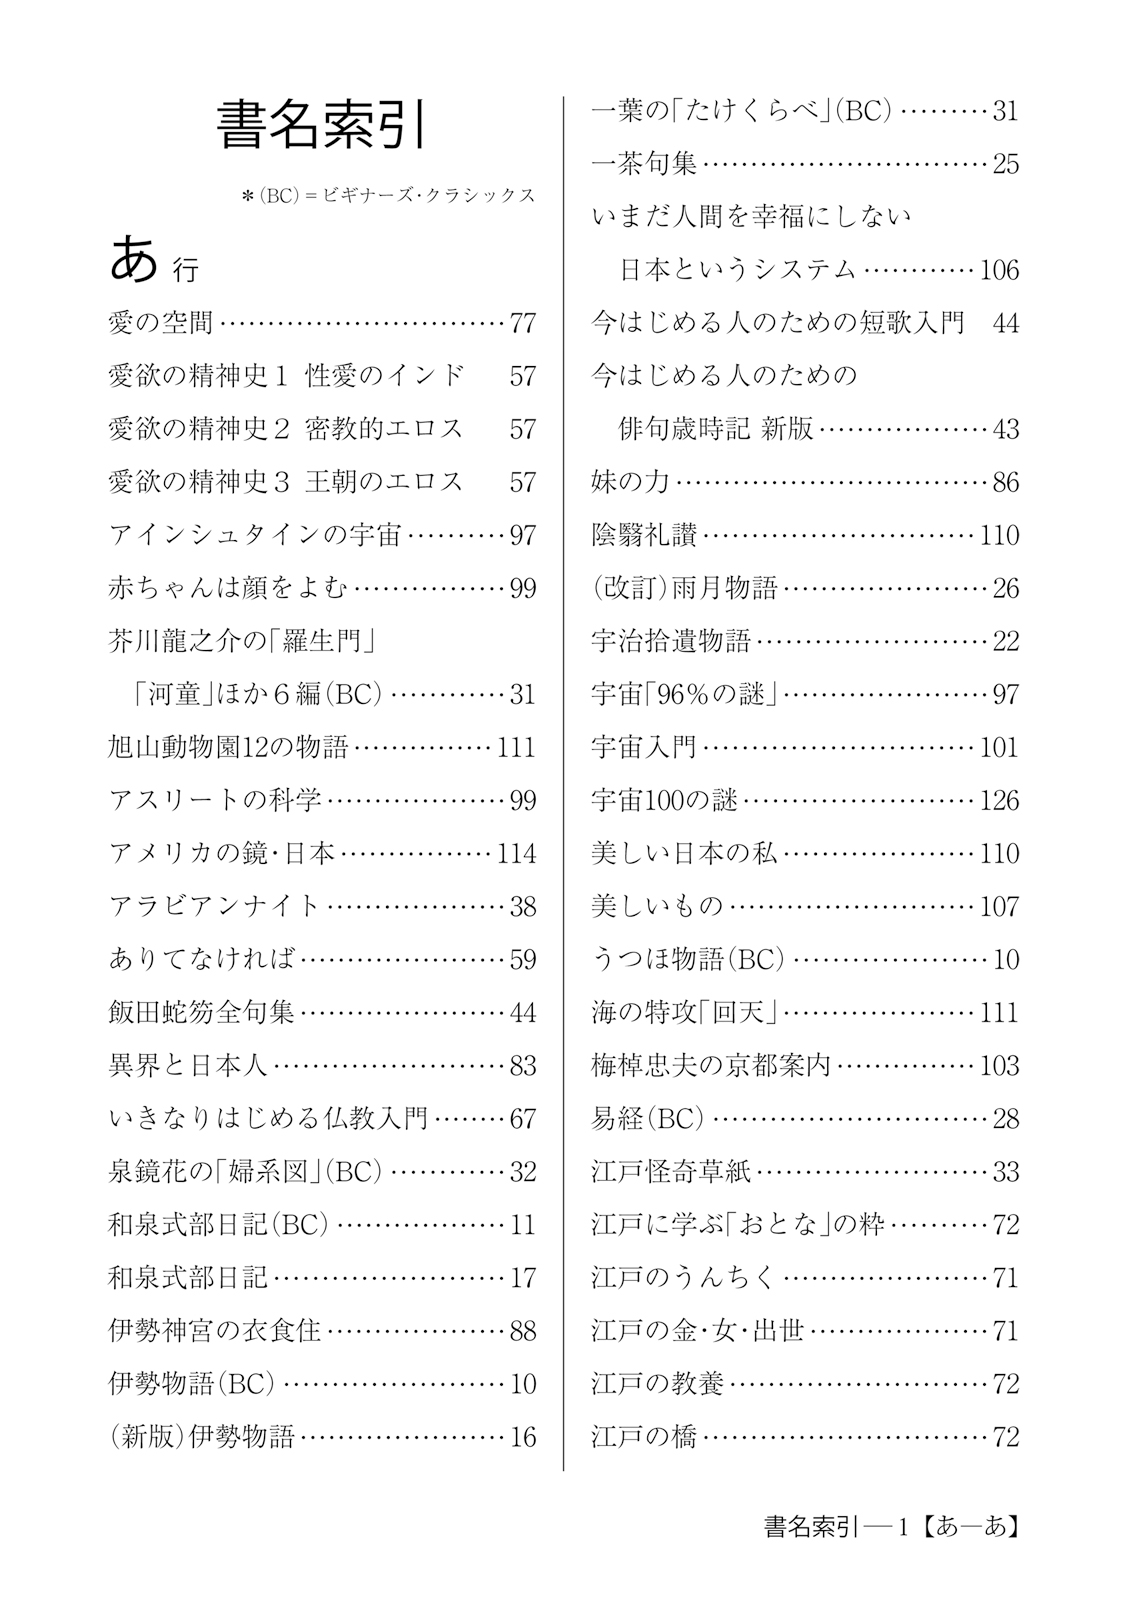 書名索引
＊(BC)＝ビギナーズ・クラシックス
あ 行
愛の空間……………………………77
愛欲の精神史１ 性愛のインド　57
愛欲の精神史２ 密教的エロス　57
愛欲の精神史３ 王朝のエロス　57
アインシュタインの宇宙…………97
赤ちゃんは顔をよむ………………99
芥川龍之介の「羅生門」
「河童」ほか６編(BC)…………31
旭山動物園12の物語……………111
アスリートの科学…………………99
アメリカの鏡・日本………………114
アラビアンナイト…………………38
ありてなければ……………………59
飯田蛇笏全句集……………………44
異界と日本人………………………83
いきなりはじめる仏教入門………67
泉鏡花の「婦系図」(BC)…………32
和泉式部日記(BC)………………11
和泉式部日記………………………17
伊勢神宮の衣食住…………………88
伊勢物語(BC)……………………10
(新版)伊勢物語……………………16
一葉の「たけくらべ」(BC)………31
一茶句集……………………………25
いまだ人間を幸福にしない
日本というシステム…………106
今はじめる人のための短歌入門　44
今はじめる人のための
俳句歳時記 新版………………43
妹の力………………………………86
陰翳礼讃…………………………110
(改訂)雨月物語……………………26
宇治拾遺物語………………………22
宇宙「96％の謎」…………………97
宇宙入門…………………………101
宇宙100の謎……………………126
美しい日本の私…………………110
美しいもの………………………107
うつほ物語(BC)…………………10
海の特攻「回天」…………………111
梅棹忠夫の京都案内……………103
易経(BC)…………………………28
江戸怪奇草紙………………………33
江戸に学ぶ「おとな」の粋………72
江戸のうんちく……………………71
江戸の金・女・出世………………71
江戸の教養…………………………72
江戸の橋……………………………72
書名索引―1【あ―あ】